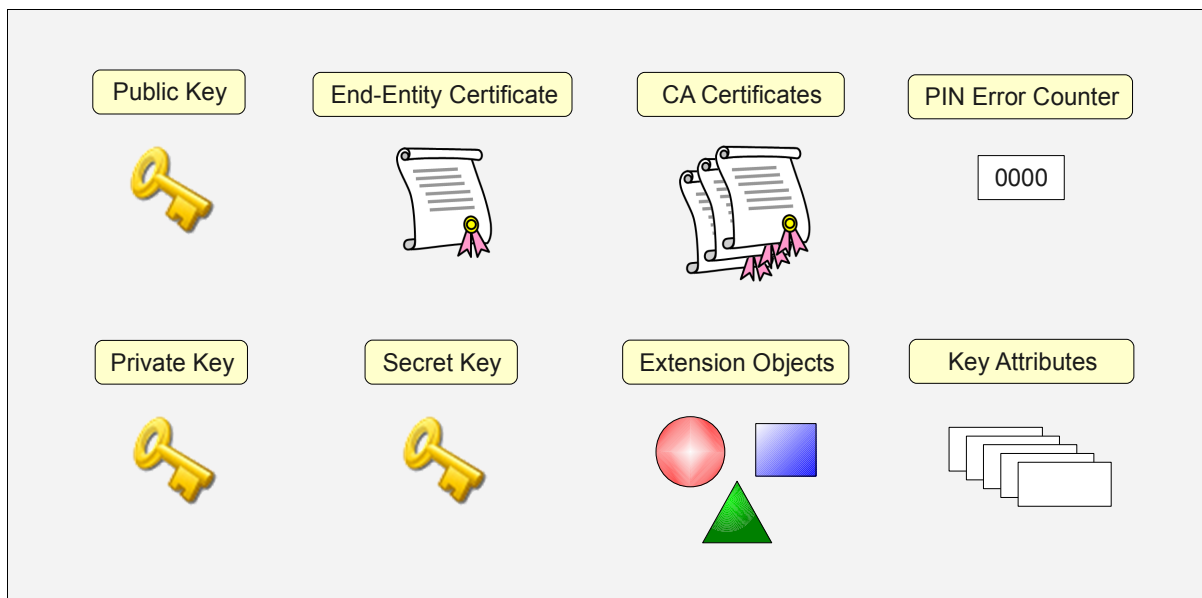 Public Key
End-Entity Certificate
CA Certificates
PIN Error Counter
0000
Private Key
Secret Key
Extension Objects
Key Attributes